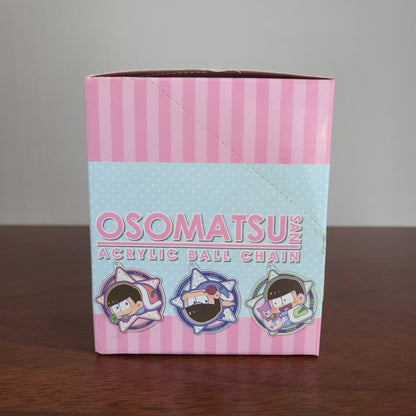 OSOMATSU SAN
ACRYLIC BALL CHAIN